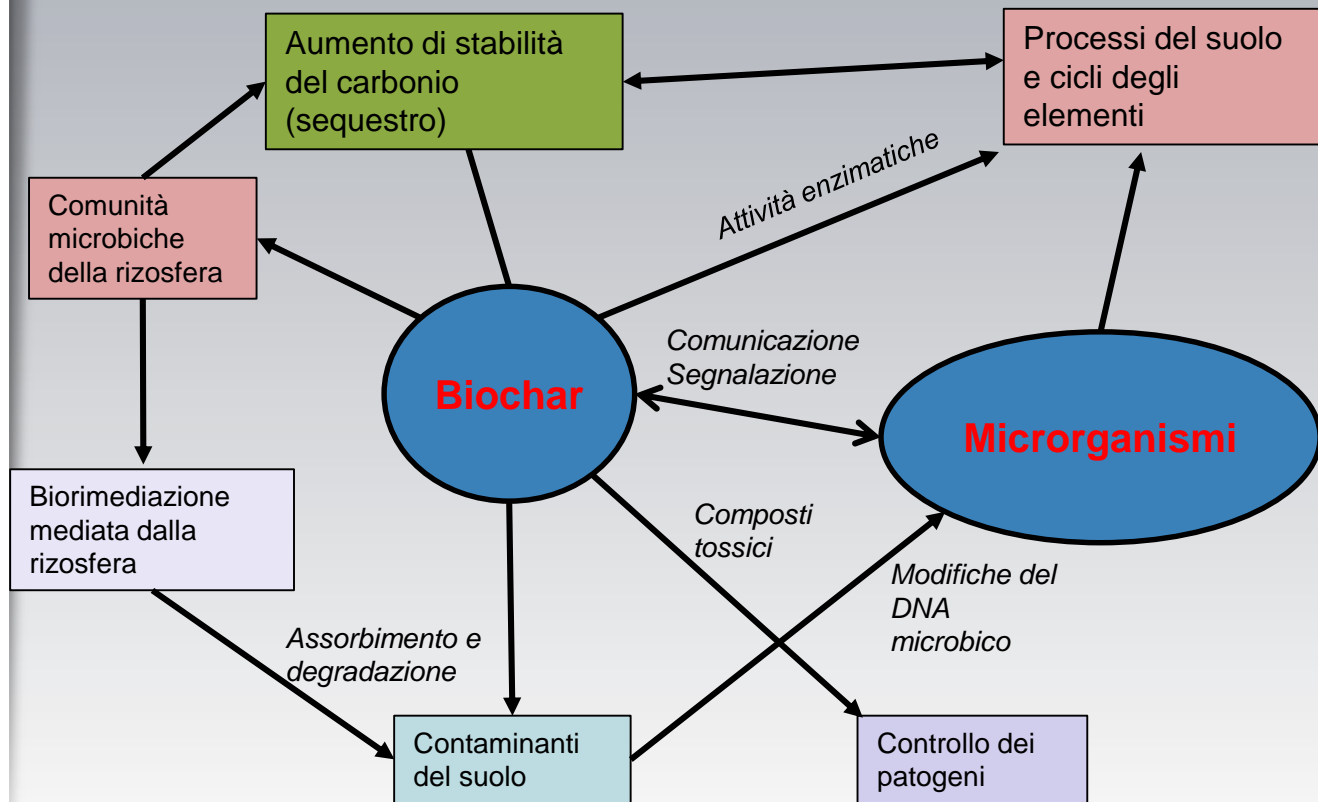 Aumento di stabilità
del carbonio
(sequestro)
Processi del suolo
e cicli degli
elementi
Attività enzimatiche
Comunità
microbiche
della rizosfera
Comunicazione
Segnalazione
Biochar
Microrganismi
Biorimediazione
mediata dalla
rizosfera
Composti
tossici
Modifiche del
DNA
microbico
Assorbimento e
degradazione
Contaminanti
del suolo
Controllo dei
patogeni